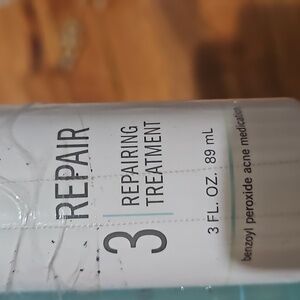 REPAIR
3 REPAIRING
TREATMENT
3 FL. OZ. 89 mL
benzoyl peroxide acne medication